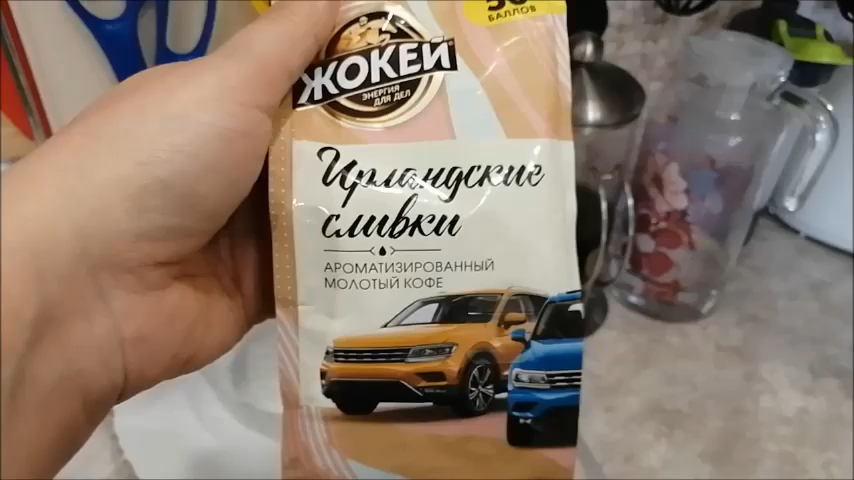 БАЛЛОВ
ЖОКЕЙ
ЭНЕРГИЯ
ДЛЯ ДЕЛ
Ирландские
сливки
АРОМАТИЗИРОВАННЫЙ
МОЛОТЫЙ КОФЕ